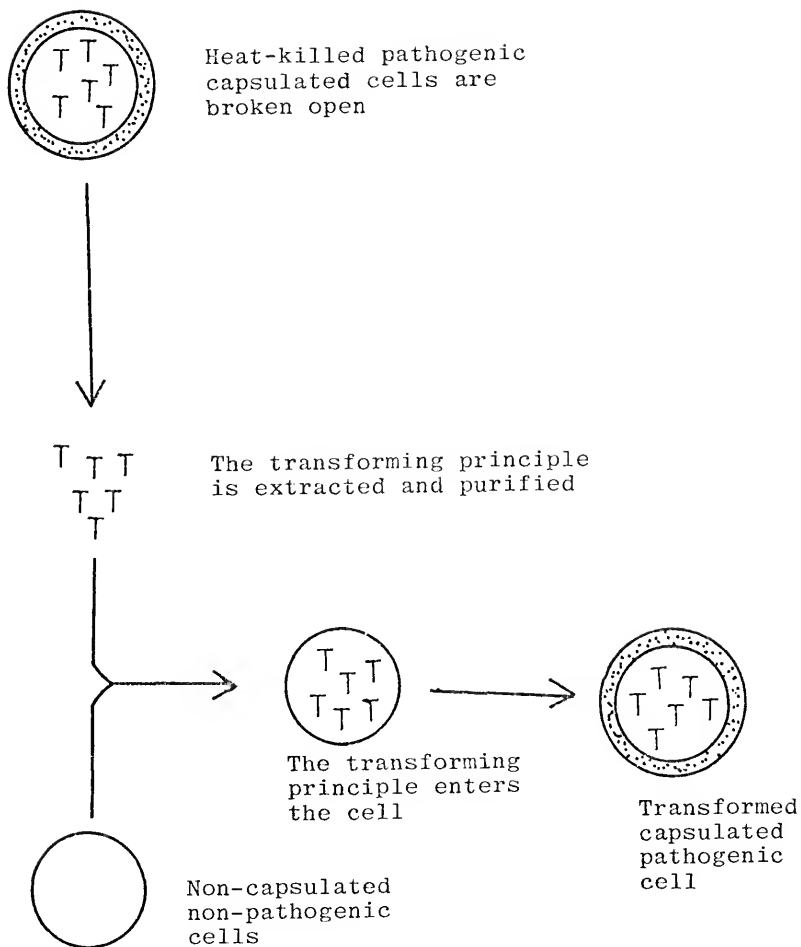 T T T T T T
Heat-killed pathogenic
capsulated cells are
broken open
T T T
T T
T
The transforming principle
is extracted and purified
T T T T T T
The transforming
principle enters
the cell
T T T T T T
Transformed
capsulated
pathogenic
cell
Non-capsulated
non-pathogenic
cells